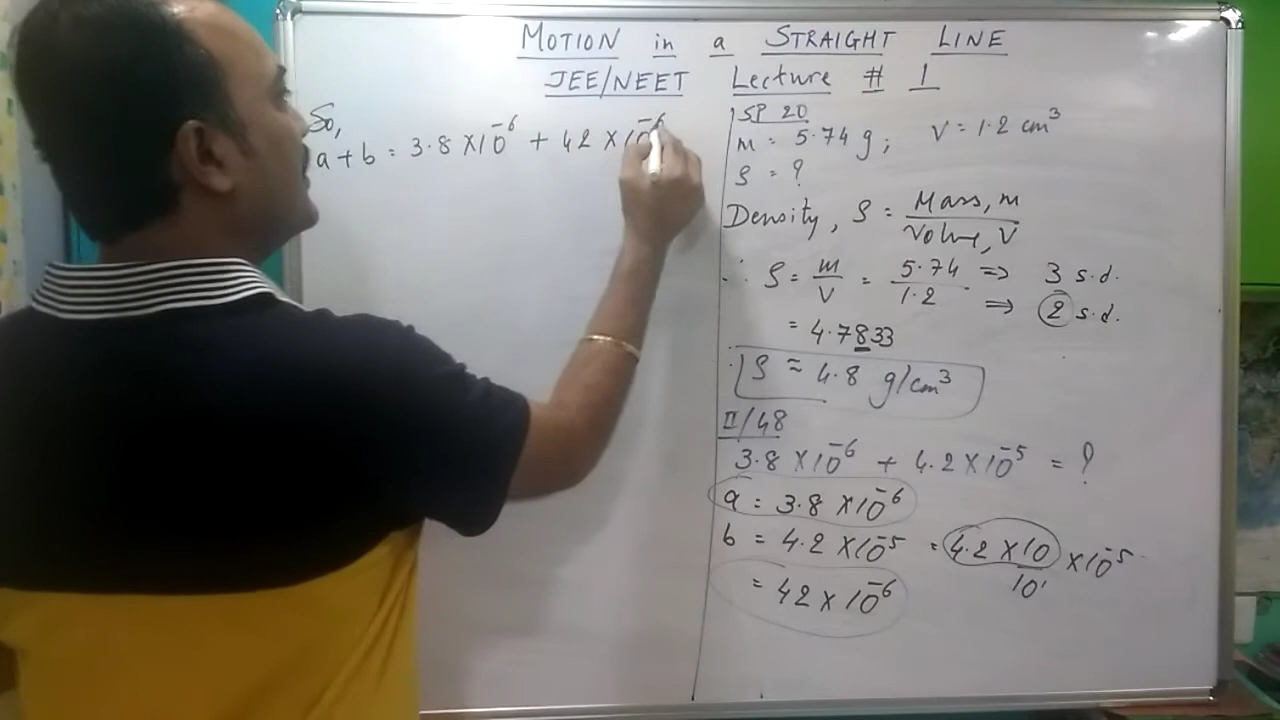 MOTION in a STRAIGHT LINE
JEE/NEET Lecture # 1
So,
a + b = 3.8 × 10⁻⁶ + 42 × 10⁻⁶
SP 20
m = 5.74 g; V = 1.2 cm³
ρ = ?
Density, ρ = Mass, m / Volume, V
∴ ρ = m/V = 5.74/1.2 ⇒ 3 s.d.
⇒ 2 s.d.
= 4.7833
∴ ρ ≈ 4.8 g/cm³
II/48
3.8 × 10⁻⁶ + 4.2 × 10⁻⁵ = ?
a = 3.8 × 10⁻⁶
b = 4.2 × 10⁻⁵ = 4.2 × 10 / 10¹ × 10⁻⁵
= 42 × 10⁻⁶